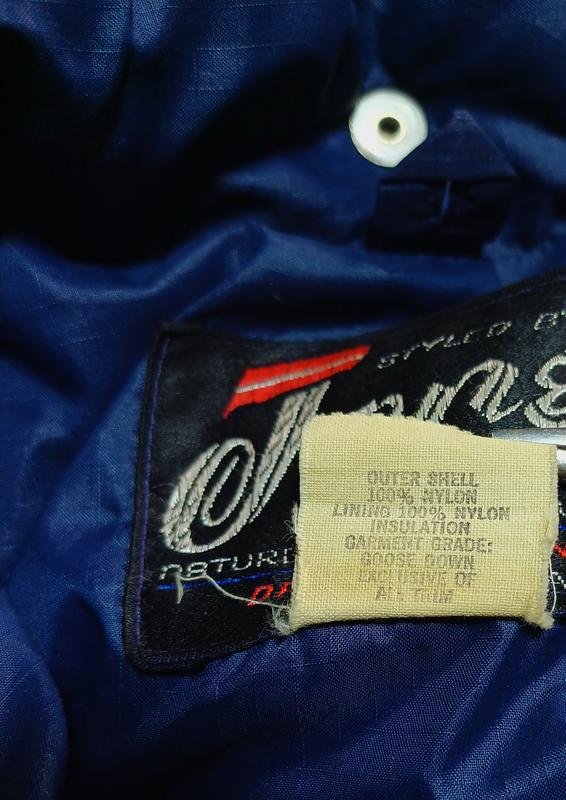 STYLED BY
OUTER SHELL
100% NYLON
LINING 100% NYLON
INSULATION
GARMENT GRADE:
GOOSE DOWN
EXCLUSIVE OF
ALL TRIM